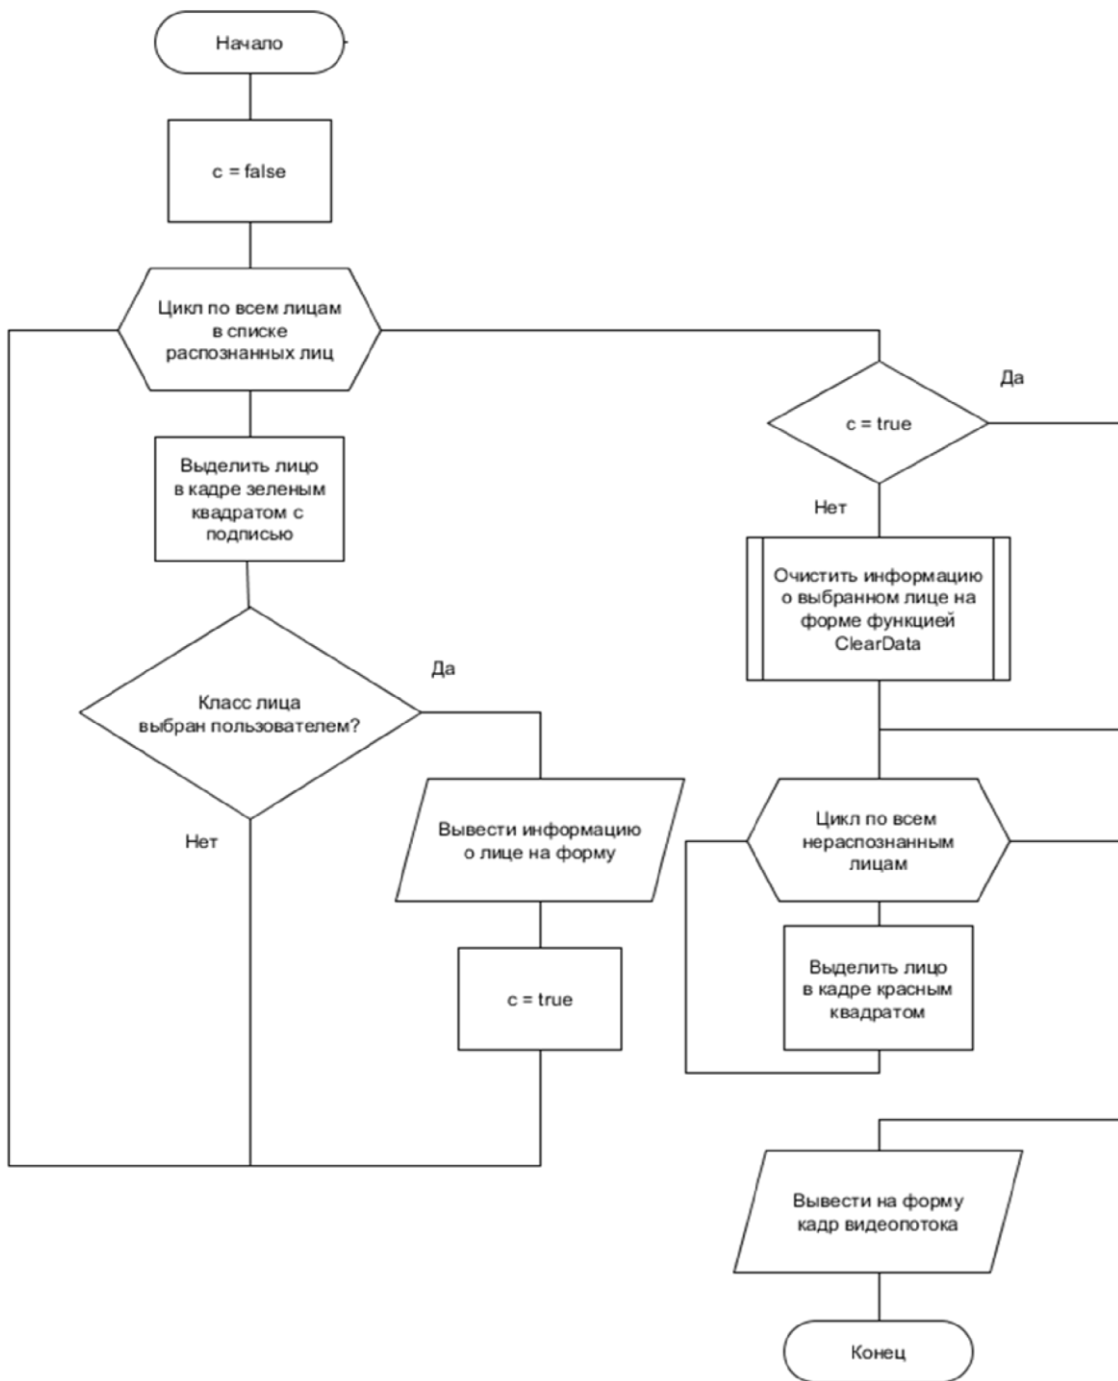 Начало
c = false
Цикл по всем лицам
в списке
распознанных лиц
Выделить лицо
в кадре зеленым
квадратом с
подписью
Класс лица
выбран пользователем?
Да
Нет
Вывести информацию
о лице на форму
c = true
c = true
Да
Нет
Очистить информацию
о выбранном лице на
форме функцией
ClearData
Цикл по всем
нераспознанным
лицам
Выделить лицо
в кадре красным
квадратом
Вывести на форму
кадр видеопотока
Конец